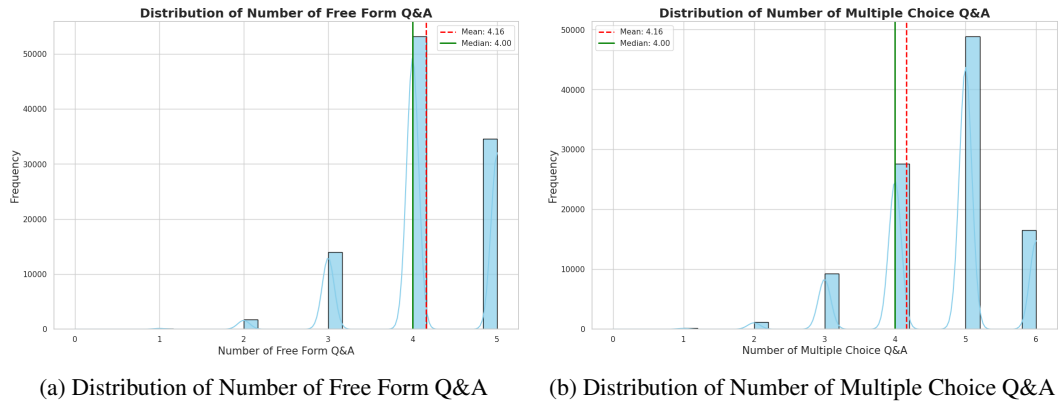 Distribution of Number of Free Form Q&A
Mean: 4.16
Median: 4.00
50000
40000
30000
20000
10000
0
Frequency
0 1 2 3 4 5
Number of Free Form Q&A
(a) Distribution of Number of Free Form Q&A
Distribution of Number of Multiple Choice Q&A
Mean: 4.16
Median: 4.00
50000
40000
30000
20000
10000
0
Frequency
0 1 2 3 4 5 6
Number of Multiple Choice Q&A
(b) Distribution of Number of Multiple Choice Q&A